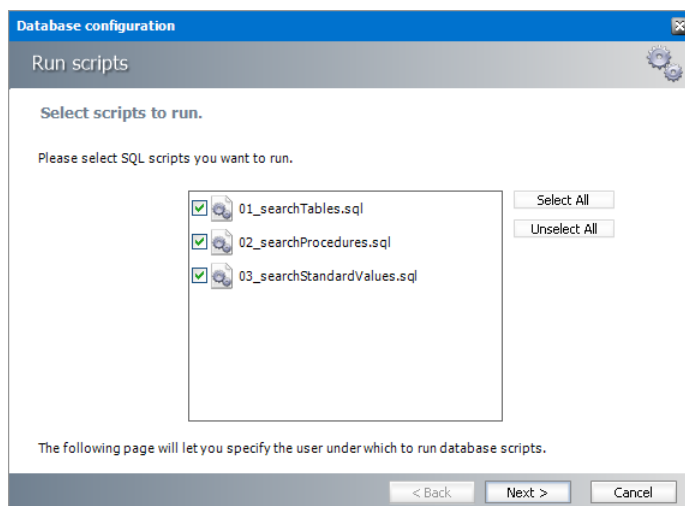 Database configuration
Run scripts
Select scripts to run.
Please select SQL scripts you want to run.
01_searchTables.sql
02_searchProcedures.sql
03_searchStandardValues.sql
Select All
Unselect All
The following page will let you specify the user under which to run database scripts.
< Back
Next >
Cancel